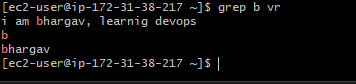 [ec2-user@ip-172-31-38-217 ~]$ grep b vr
i am bhargav, learnig devops
b
bhargav
[ec2-user@ip-172-31-38-217 ~]$